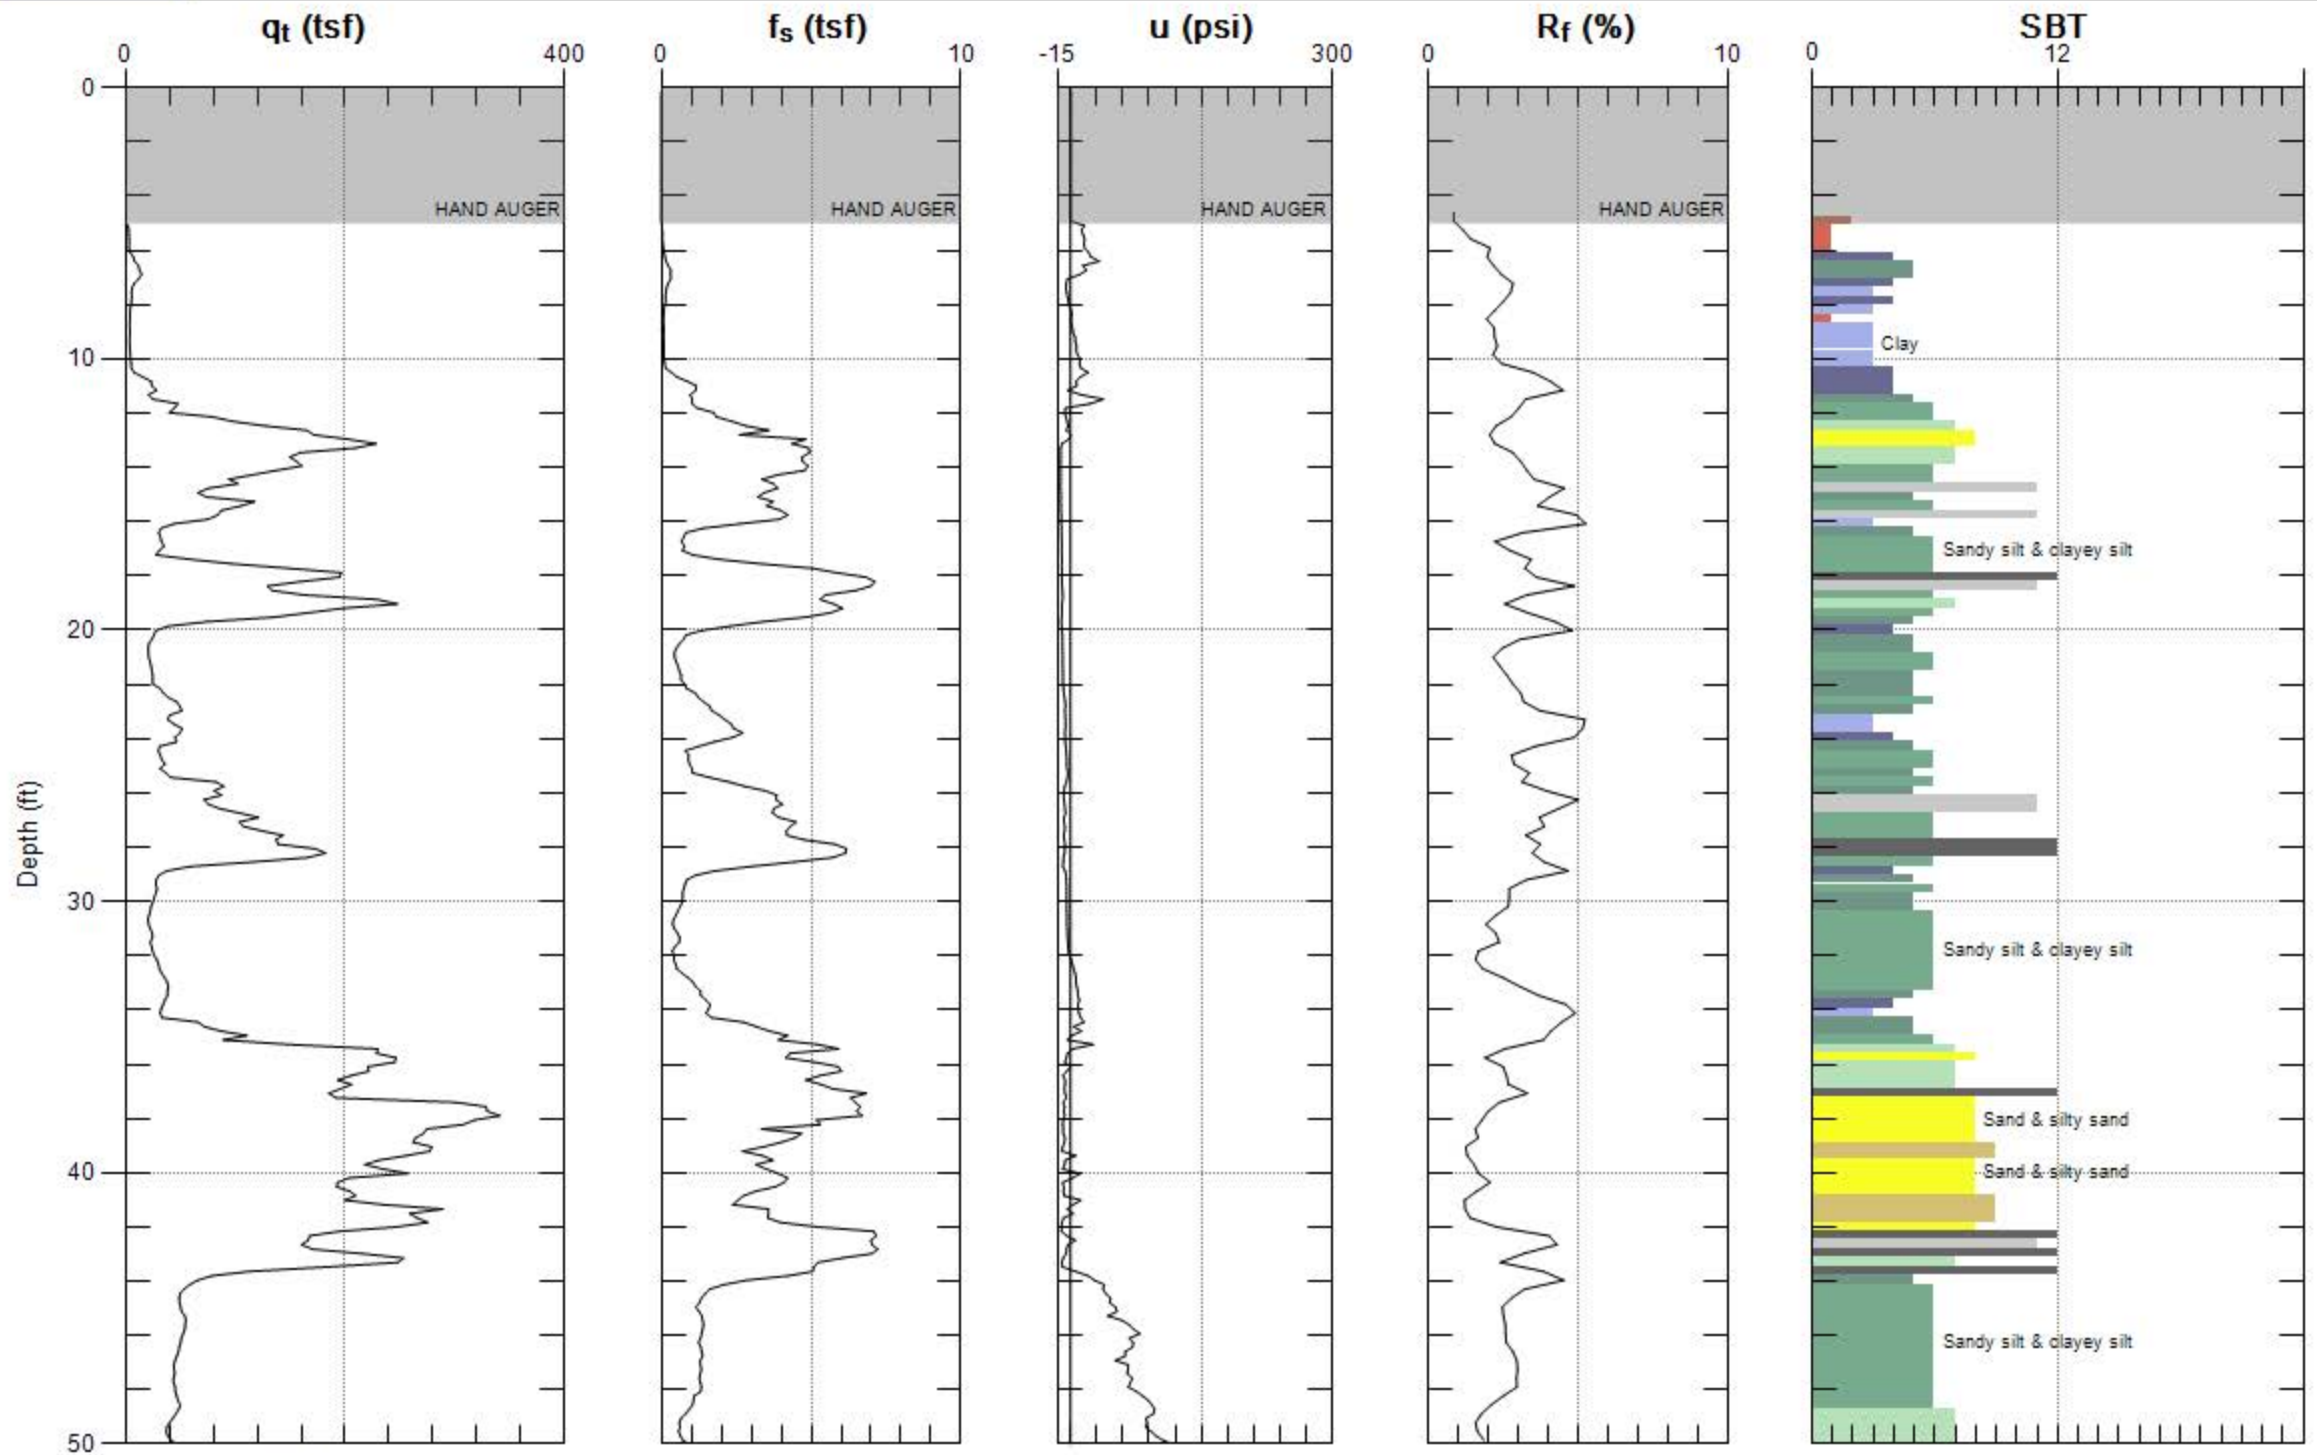 qt (tsf) fs (tsf) u (psi) Rf (%) SBT
0 400 0 10 -15 300 0 10 0 12
0
HAND AUGER HAND AUGER HAND AUGER HAND AUGER
Clay
10
Sandy silt & clayey silt
20
Depth (ft)
30
Sandy silt & clayey silt
Sand & silty sand
40 Sand & silty sand
Sandy silt & clayey silt
50